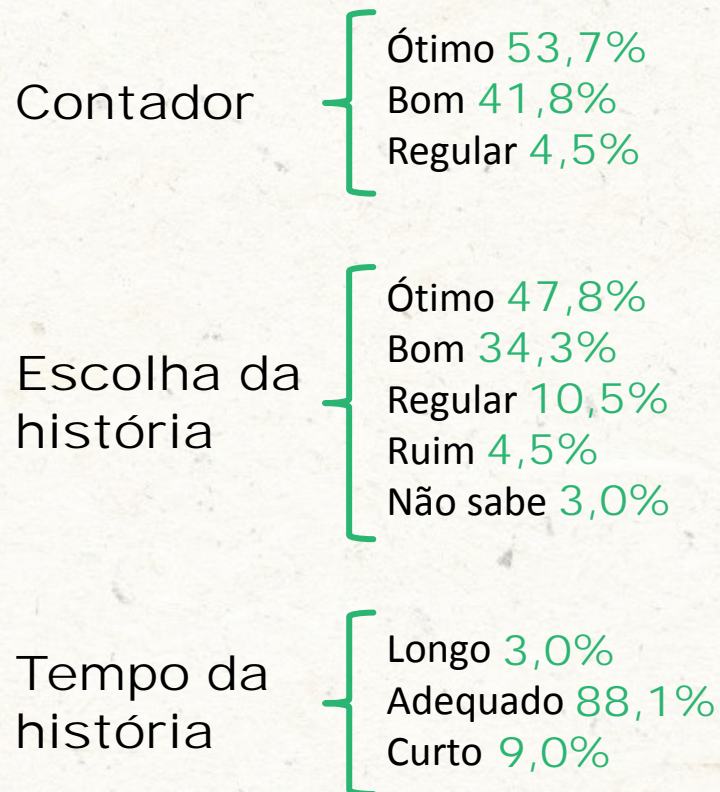 Contador
Ótimo 53,7%
Bom 41,8%
Regular 4,5%
Escolha da
história
Ótimo 47,8%
Bom 34,3%
Regular 10,5%
Ruim 4,5%
Não sabe 3,0%
Tempo da
história
Longo 3,0%
Adequado 88,1%
Curto 9,0%